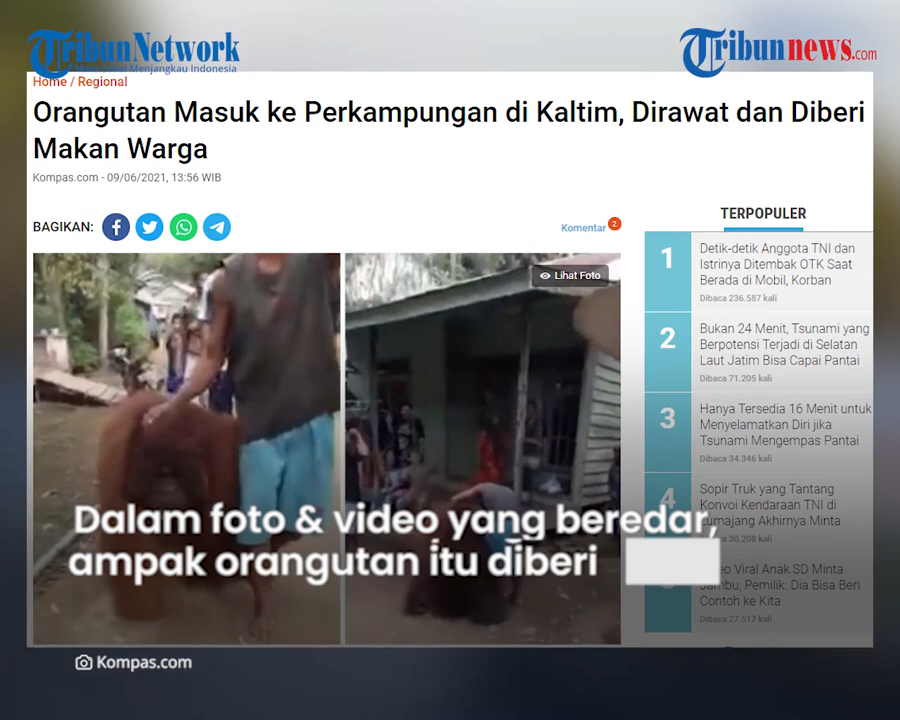 Tribun Network
Menjangkau Indonesia
Tribunnews.com
Home / Regional
Orangutan Masuk ke Perkampungan di Kaltim, Dirawat dan Diberi
Makan Warga
Kompas.com - 09/06/2021, 13:56 WIB
BAGIKAN:
Komentar 2
Lihat Foto
TERPOPULER
1
Detik-detik Anggota TNI dan
Istrinya Ditembak OTK Saat
Berada di Mobil, Korban
Dibaca 236.587 kali
2
Bukan 24 Menit, Tsunami yang
Berpotensi Terjadi di Selatan
Laut Jatim Bisa Capai Pantai
Dibaca 71.205 kali
3
Hanya Tersedia 16 Menit untuk
Menyelamatkan Diri jika
Tsunami Mengempas Pantai
Dibaca 34.346 kali
4
Sopir Truk yang Tantang
Konvoi Kendaraan TNI di
Lumajang Akhirnya Minta
30.208 kali
Viral Anak SD Minta
Jambu, Pemilik: Dia Bisa Beri
Contoh ke Kita
Dibaca 27.517 kali
Dalam foto & video yang beredar,
ampak orangutan itu diberi
Kompas.com